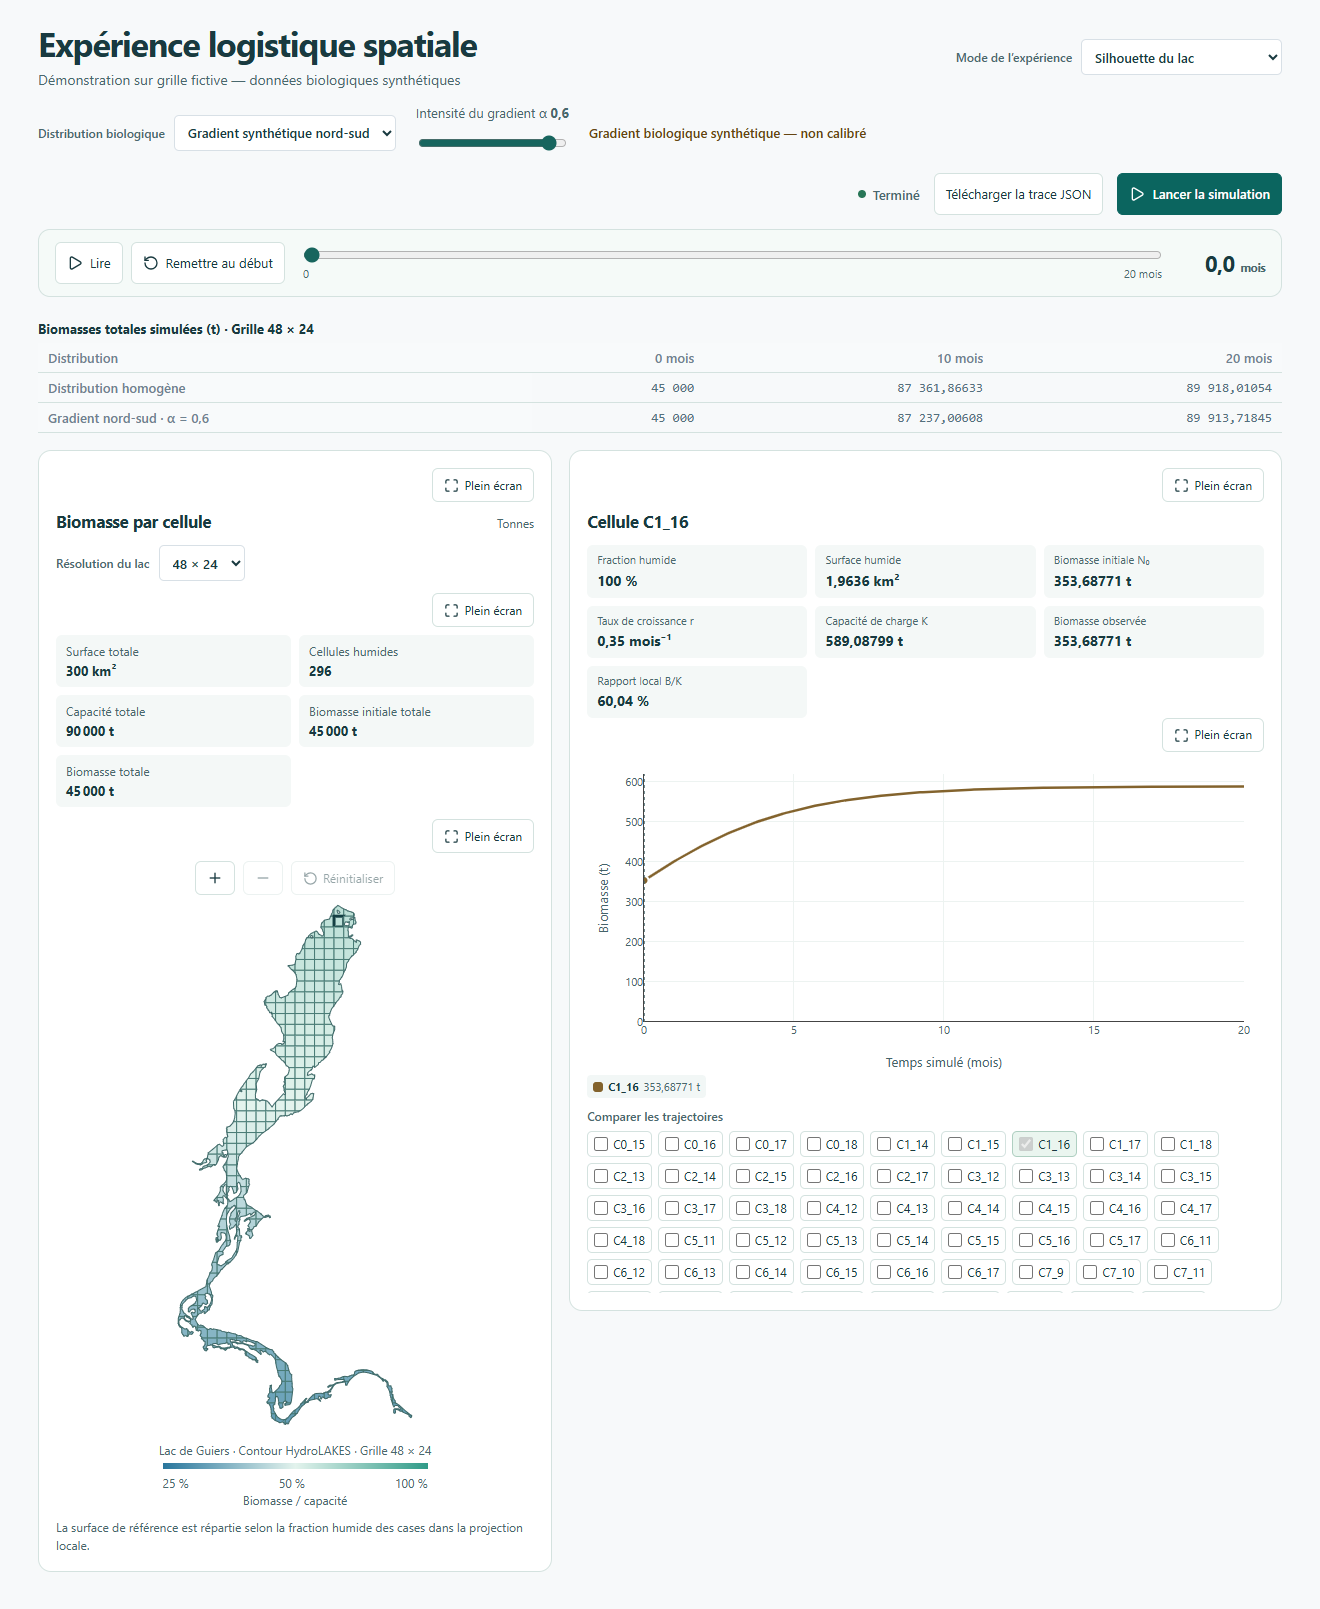 Expérience logistique spatiale
Démonstration sur grille fictive — données biologiques synthétiques
Mode de l'expérience
Silhouette du lac
Distribution biologique
Gradient synthétique nord-sud
Intensité du gradient α 0,6
Gradient biologique synthétique — non calibré
Terminé
Télécharger la trace JSON
Lancer la simulation
Lire
Remettre au début
0
20 mois
0,0 mois
Biomasses totales simulées (t) · Grille 48 × 24
Distribution 0 mois 10 mois 20 mois
Distribution homogène 45 000 87 361,86633 89 918,01054
Gradient nord-sud · α = 0,6 45 000 87 237,00608 89 913,71845
Plein écran
Biomasse par cellule
Tonnes
Résolution du lac
48 × 24
Plein écran
Surface totale
300 km²
Cellules humides
296
Capacité totale
90 000 t
Biomasse initiale totale
45 000 t
Biomasse totale
45 000 t
Plein écran
+
−
Réinitialiser
Lac de Guiers · Contour HydroLAKES · Grille 48 × 24
25 % 50 % 100 %
Biomasse / capacité
La surface de référence est répartie selon la fraction humide des cases dans la projection
locale.
Plein écran
Cellule C1_16
Fraction humide
100 %
Surface humide
1,9636 km²
Biomasse initiale N₀
353,68771 t
Taux de croissance r
0,35 mois⁻¹
Capacité de charge K
589,08799 t
Biomasse observée
353,68771 t
Rapport local B/K
60,04 %
Plein écran
Biomasse (t)
600
500
400
300
200
100
0
0 5 10 15 20
Temps simulé (mois)
C1_16 353,68771 t
Comparer les trajectoires
C0_15 C0_16 C0_17 C0_18 C1_14 C1_15 C1_16 C1_17 C1_18
C2_13 C2_14 C2_15 C2_16 C2_17 C3_12 C3_13 C3_14 C3_15
C3_16 C3_17 C3_18 C4_12 C4_13 C4_14 C4_15 C4_16 C4_17
C4_18 C5_11 C5_12 C5_13 C5_14 C5_15 C5_16 C5_17 C6_11
C6_12 C6_13 C6_14 C6_15 C6_16 C6_17 C7_9 C7_10 C7_11